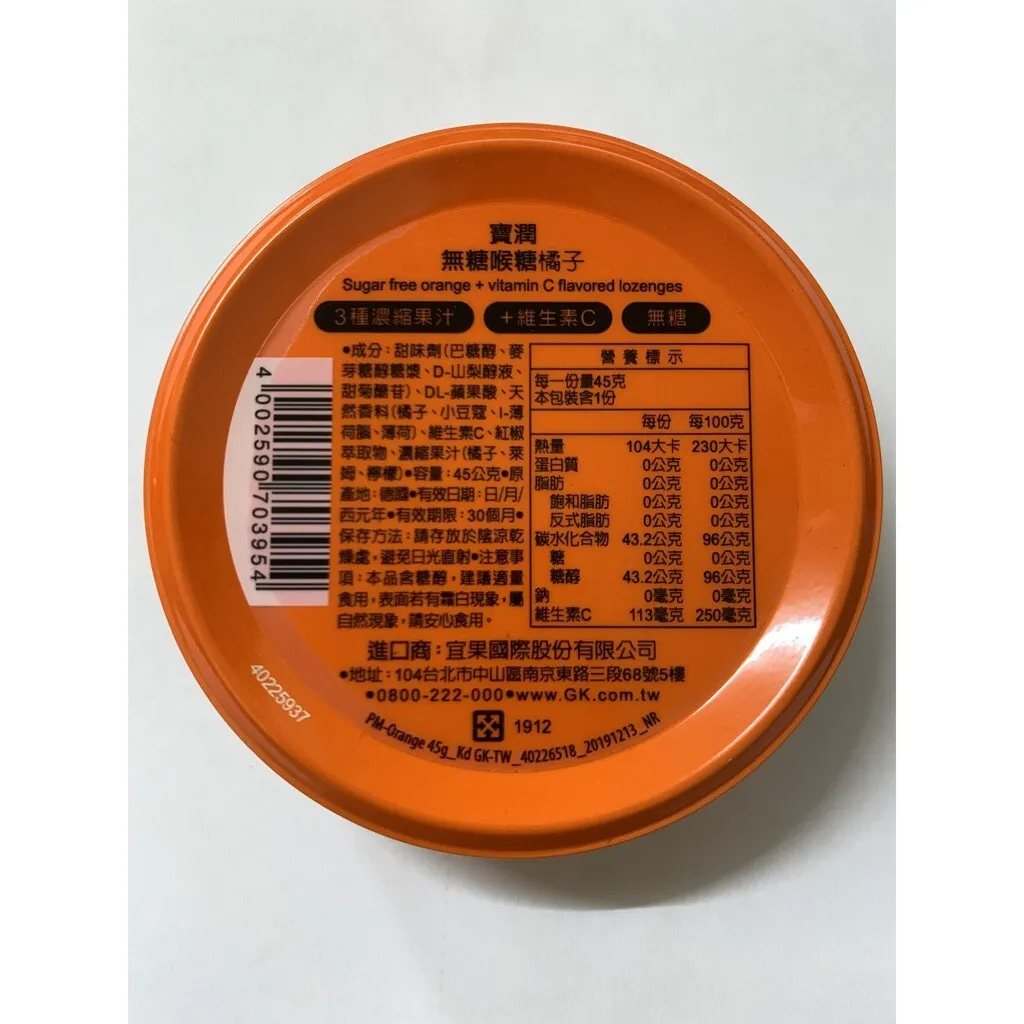 寶潤
無糖喉糖橘子
Sugar free orange + vitamin C flavored lozenges
3種濃縮果汁 +維生素C 無糖
•成分:甜味劑(巴糖醇、麥
芽糖醇糖漿、D-山梨醇液、
甜菊醣苷)、DL-蘋果酸、天
然香料(橘子、小豆蔻、l-薄
荷腦、薄荷)、維生素C、紅椒
萃取物、濃縮果汁(橘子、萊
姆、檸檬)•容量:45公克•原
產地:德國•有效日期:日/月/
西元年•有效期限:30個月•
保存方法:請存放於陰涼乾
燥處,避免日光直射•注意事
項:本品含糖醇,建議適量
食用,表面若有霜白現象,屬
自然現象,請安心食用。
營養標示
每一份量45克
本包裝含1份
每份 每100克
熱量 104大卡 230大卡
蛋白質 0公克 0公克
脂肪 0公克 0公克
飽和脂肪 0公克 0公克
反式脂肪 0公克 0公克
碳水化合物 43.2公克 96公克
糖 0公克 0公克
糖醇 43.2公克 96公克
鈉 0毫克 0毫克
維生素C 113毫克 250毫克
4 002590 703954
進口商:宜果國際股份有限公司
•地址:104台北市中山區南京東路三段68號5樓
•0800-222-000•www.GK.com.tw
1912
40225937
PM-Orange 45g_Kd GK-TW_40226518_20191213_NR